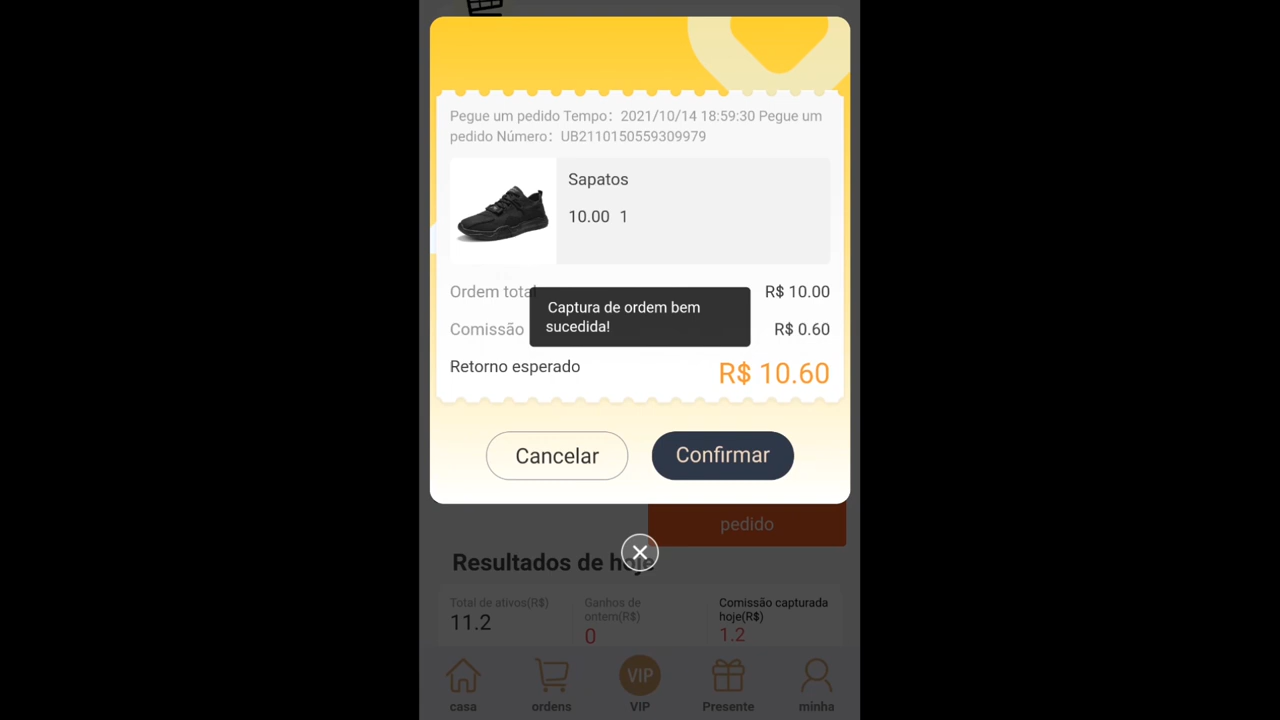 Pegue um pedido Tempo: 2021/10/14 18:59:30 Pegue um
pedido Número: UB2110150559309979
Sapatos
10.00 1
Ordem total
R$ 10.00
Captura de ordem bem
sucedida!
Comissão
R$ 0.60
Retorno esperado
R$ 10.60
Cancelar
Confirmar
pedido
Resultados de hoje
Total de ativos(R$)
11.2
Ganhos de
ontem(R$)
0
Comissão capturada
hoje(R$)
1.2
VIP
casa
ordens
VIP
Presente
minha